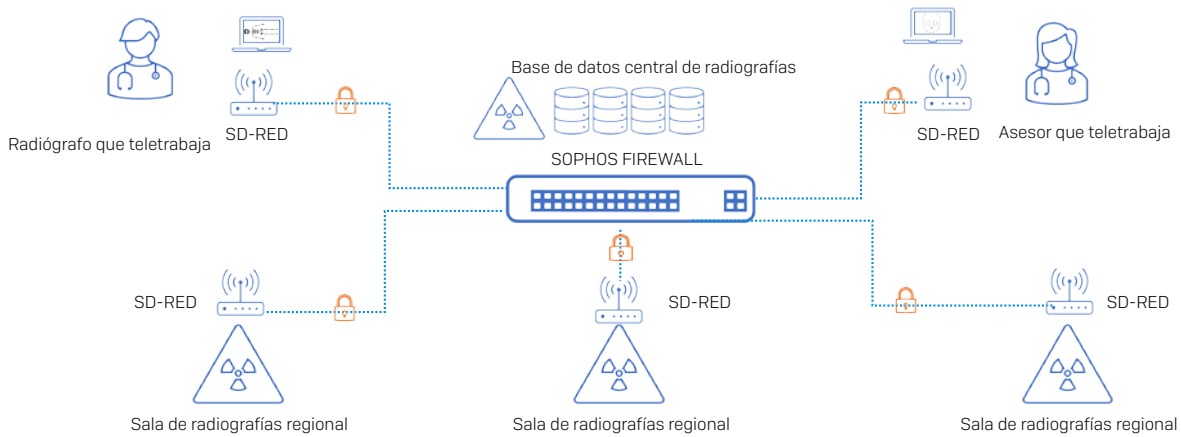 Base de datos central de radiografías
Radiógrafo que teletrabaja
SD-RED
SD-RED
Asesor que teletrabaja
SOPHOS FIREWALL
SD-RED
SD-RED
SD-RED
Sala de radiografías regional
Sala de radiografías regional
Sala de radiografías regional